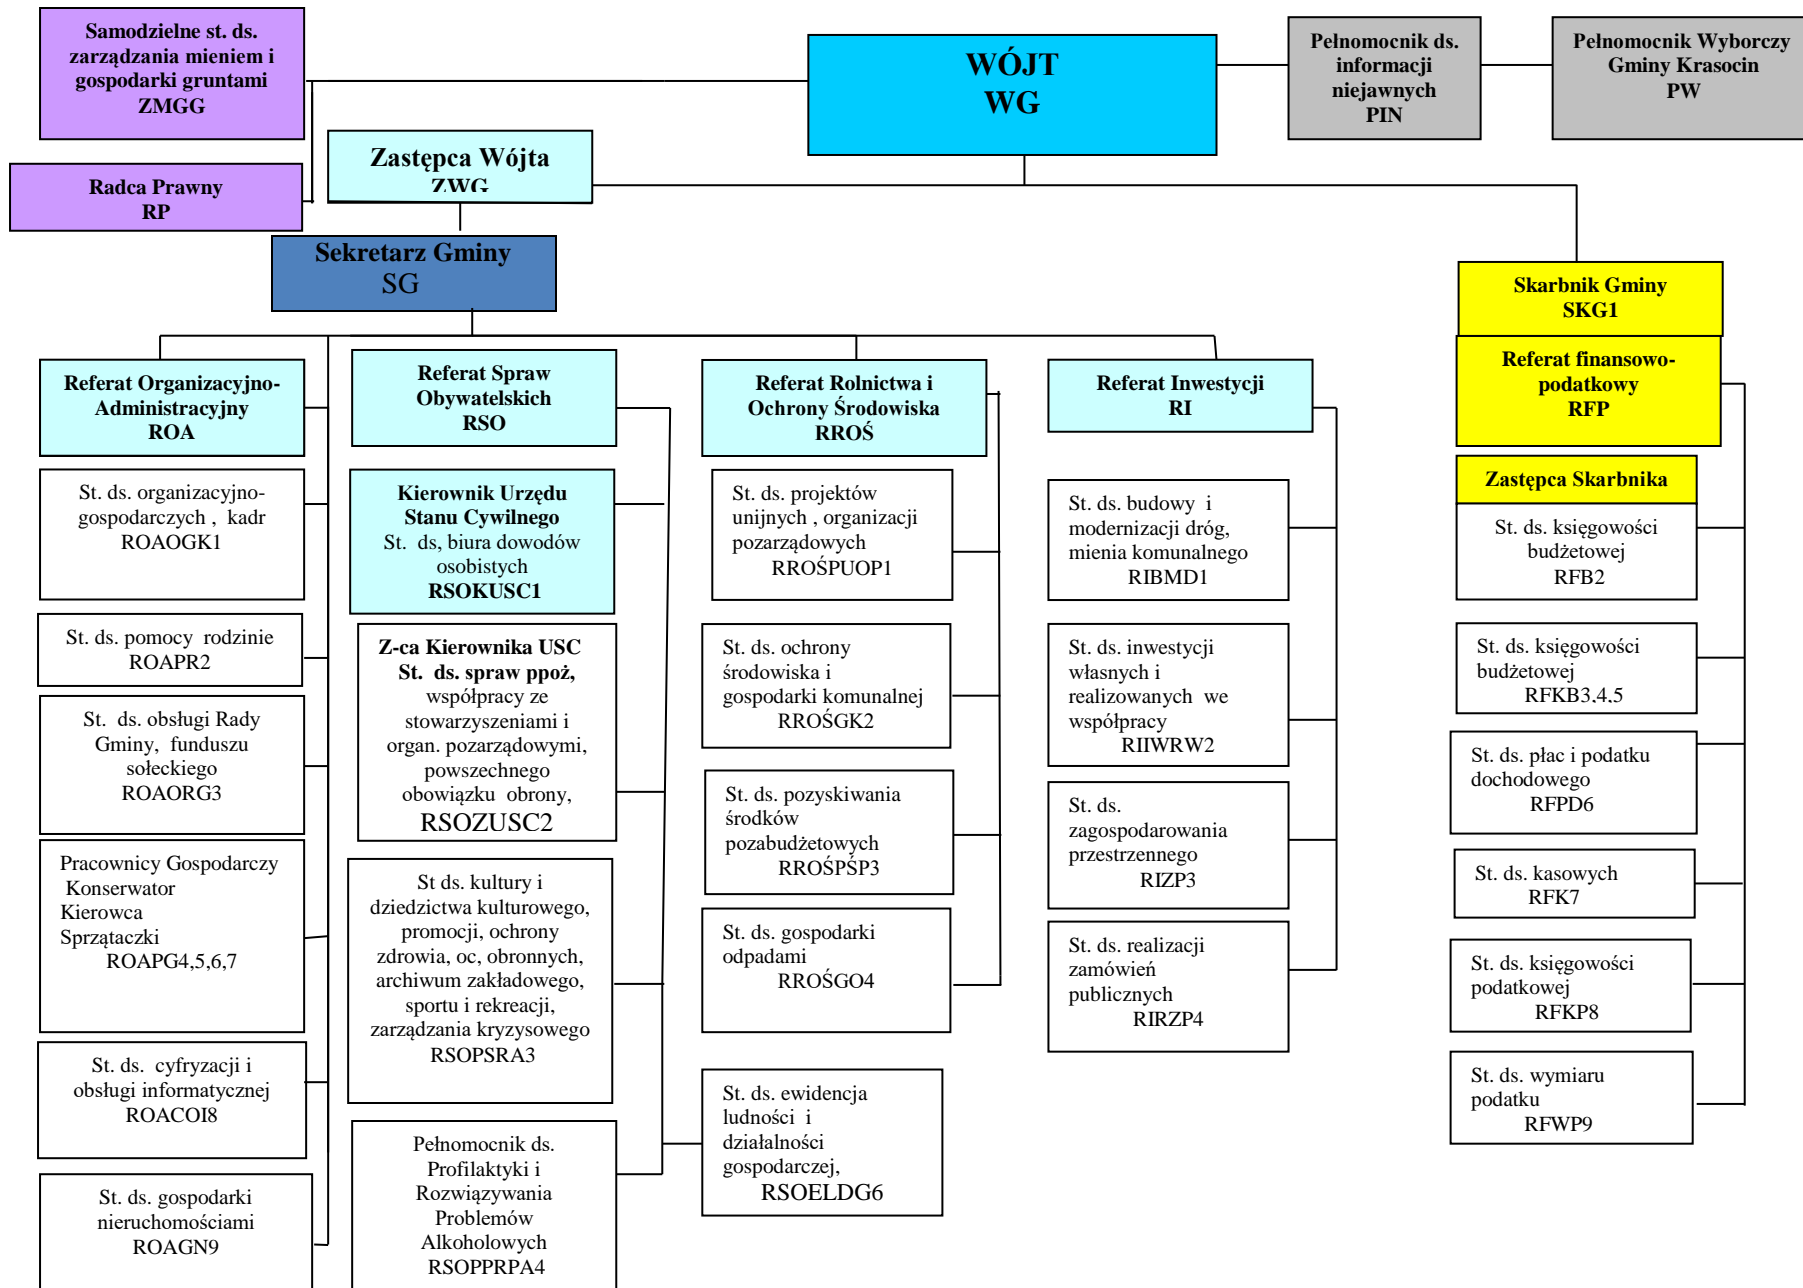 Samodzielne st. ds.
zarządzania mieniem i
gospodarki gruntami
ZMGG
WÓJT
WG
Pełnomocnik ds.
informacji
niejawnych
PIN
Pełnomocnik Wyborczy
Gminy Krasocin
PW
Zastępca Wójta
ZWG
Radca Prawny
RP
Sekretarz Gminy
SG
Skarbnik Gminy
SKG1
Referat Organizacyjno-
Administracyjny
ROA
Referat Spraw
Obywatelskich
RSO
Referat Rolnictwa i
Ochrony Środowiska
RROŚ
Referat Inwestycji
RI
Referat finansowo-
podatkowy
RFP
St. ds. organizacyjno-
gospodarczych , kadr
ROAOGK1
St. ds. pomocy rodzinie
ROAPR2
St. ds. obsługi Rady
Gminy, funduszu
sołeckiego
ROAORG3
Pracownicy Gospodarczy
Konserwator
Kierowca
Sprzątaczki
ROAPG4,5,6,7
St. ds. cyfryzacji i
obsługi informatycznej
ROACOI8
St. ds. gospodarki
nieruchomościami
ROAGN9
Kierownik Urzędu
Stanu Cywilnego
St. ds, biura dowodów
osobistych
RSOKUSC1
Z-ca Kierownika USC
St. ds. spraw ppoż,
współpracy ze
stowarzyszeniami i
organ. pozarządowymi,
powszechnego
obowiązku obrony,
RSOZUSC2
St ds. kultury i
dziedzictwa kulturowego,
promocji, ochrony
zdrowia, oc, obronnych,
archiwum zakładowego,
sportu i rekreacji,
zarządzania kryzysowego
RSOPSRA3
Pełnomocnik ds.
Profilaktyki i
Rozwiązywania
Problemów
Alkoholowych
RSOPPRPA4
St. ds. projektów
unijnych , organizacji
pozarządowych
RROŚPUOP1
St. ds. ochrony
środowiska i
gospodarki komunalnej
RROŚGK2
St. ds. pozyskiwania
środków
pozabudżetowych
RROŚPŚP3
St. ds. gospodarki
odpadami
RROŚGO4
St. ds. ewidencja
ludności i
działalności
gospodarczej,
RSOELDG6
St. ds. budowy i
modernizacji dróg,
mienia komunalnego
RIBMD1
St. ds. inwestycji
własnych i
realizowanych we
współpracy
RIIWRW2
St. ds.
zagospodarowania
przestrzennego
RIZP3
St. ds. realizacji
zamówień
publicznych
RIRZP4
Zastępca Skarbnika
St. ds. księgowości
budżetowej
RFB2
St. ds. księgowości
budżetowej
RFKB3,4,5
St. ds. płac i podatku
dochodowego
RFPD6
St. ds. kasowych
RFK7
St. ds. księgowości
podatkowej
RFKP8
St. ds. wymiaru
podatku
RFWP9